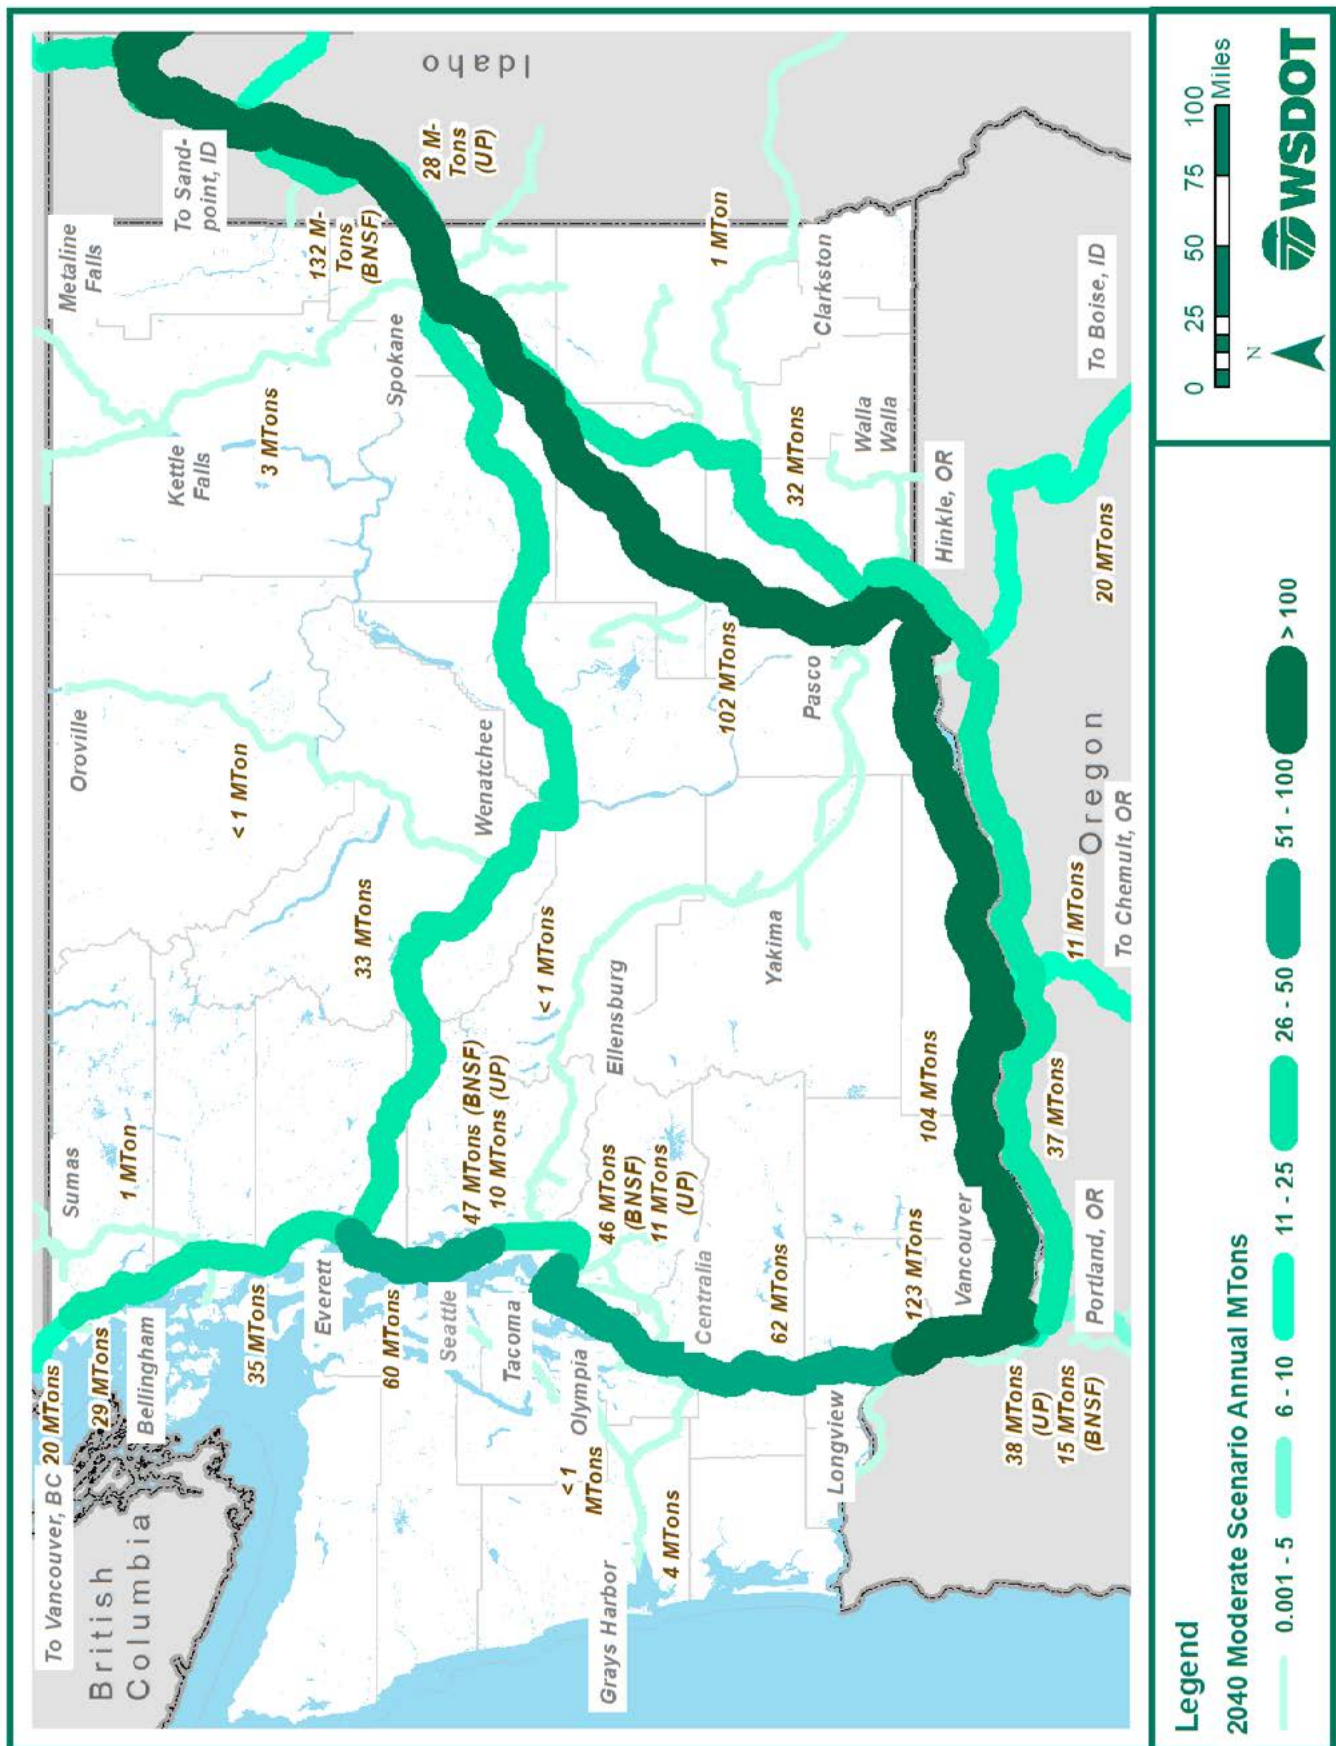 To Vancouver, BC
20 MTons
29 MTons
British
Columbia
Bellingham
Sumas
1 MTon
Oroville
< 1 MTon
Kettle
Falls
3 MTons
Metaline
Falls
To Sand-
point, ID
132 M-
Tons
(BNSF)
Idaho
28 M-
Tons
(UP)
35 MTons
Everett
33 MTons
Wenatchee
Spokane
60 MTons
Seattle
47 MTons (BNSF)
10 MTons (UP)
Tacoma
< 1 MTons
Ellensburg
Olympia
< 1
MTons
46 MTons
(BNSF)
11 MTons
(UP)
Grays Harbor
4 MTons
Centralia
62 MTons
Yakima
102 MTons
Pasco
32 MTons
1 MTon
Clarkston
Walla
Walla
Longview
123 MTons
104 MTons
Vancouver
Hinkle, OR
38 MTons
(UP)
15 MTons
(BNSF)
Portland, OR
37 MTons
11 MTons
To Chemult, OR
Oregon
20 MTons
To Boise, ID
Legend
2040 Moderate Scenario Annual MTons
0.001 - 5
6 - 10
11 - 25
26 - 50
51 - 100
> 100
0
25
50
75
100
Miles
N
WSDOT